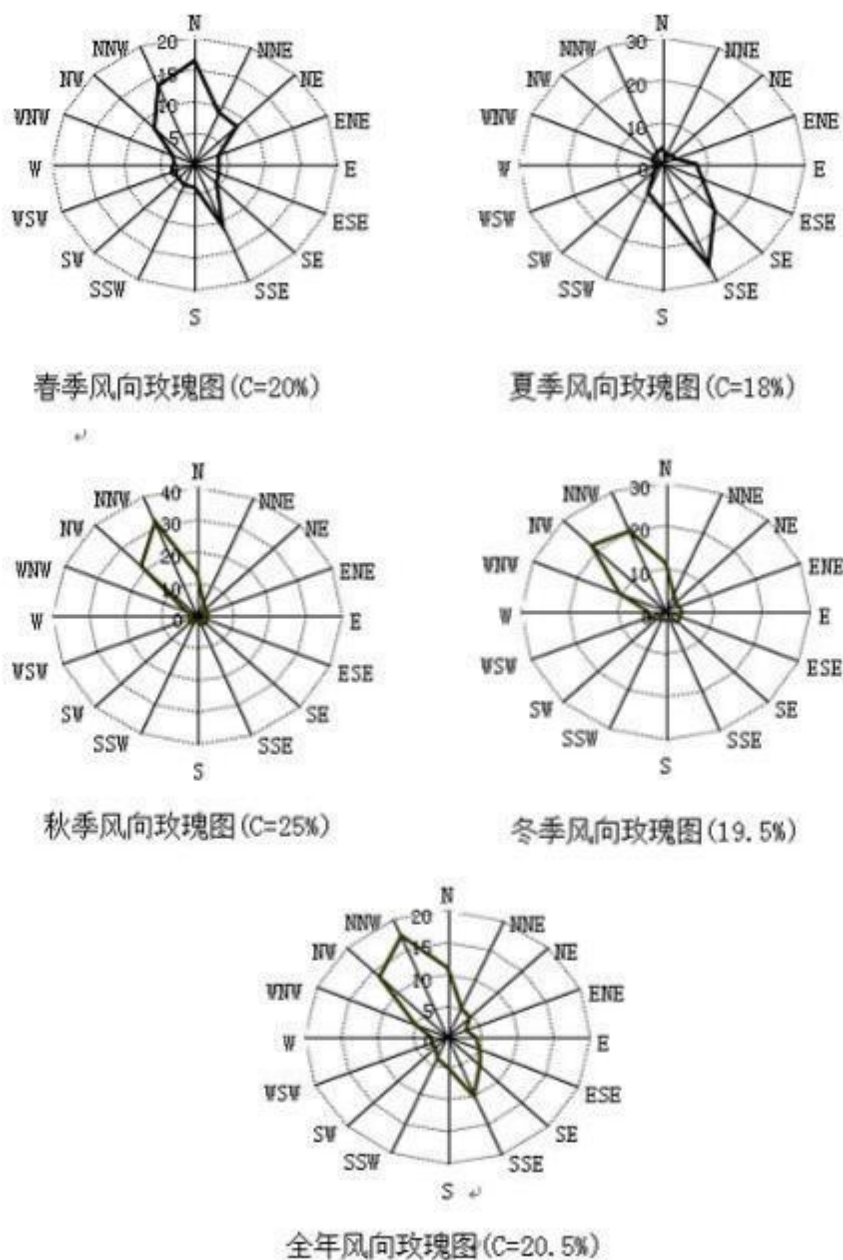 N
NNE
NE
ENE
E
ESE
SE
SSE
S
SSW
SW
WSW
W
WNW
NW
NNW
20
15
10
5
0
春季风向玫瑰图(C=20%)
N
NNE
NE
ENE
E
ESE
SE
SSE
S
SSW
SW
WSW
W
WNW
NW
NNW
30
20
10
0
夏季风向玫瑰图(C=18%)
N
NNE
NE
ENE
E
ESE
SE
SSE
S
SSW
SW
WSW
W
WNW
NW
NNW
40
30
20
10
0
秋季风向玫瑰图(C=25%)
N
NNE
NE
ENE
E
ESE
SE
SSE
S
SSW
SW
WSW
W
WNW
NW
NNW
30
20
10
冬季风向玫瑰图(19.5%)
N
NNE
NE
ENE
E
ESE
SE
SSE
S
SSW
SW
WSW
W
WNW
NW
NNW
20
15
10
5
0
全年风向玫瑰图(C=20.5%)